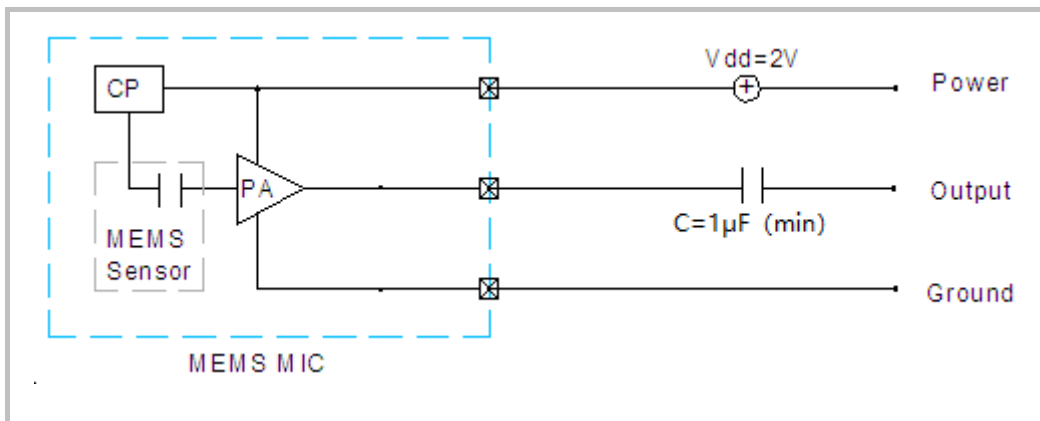 Vdd=2V
CP
Power
PA
Output
C=1μF (min)
MEMS
Sensor
Ground
MEMS MIC